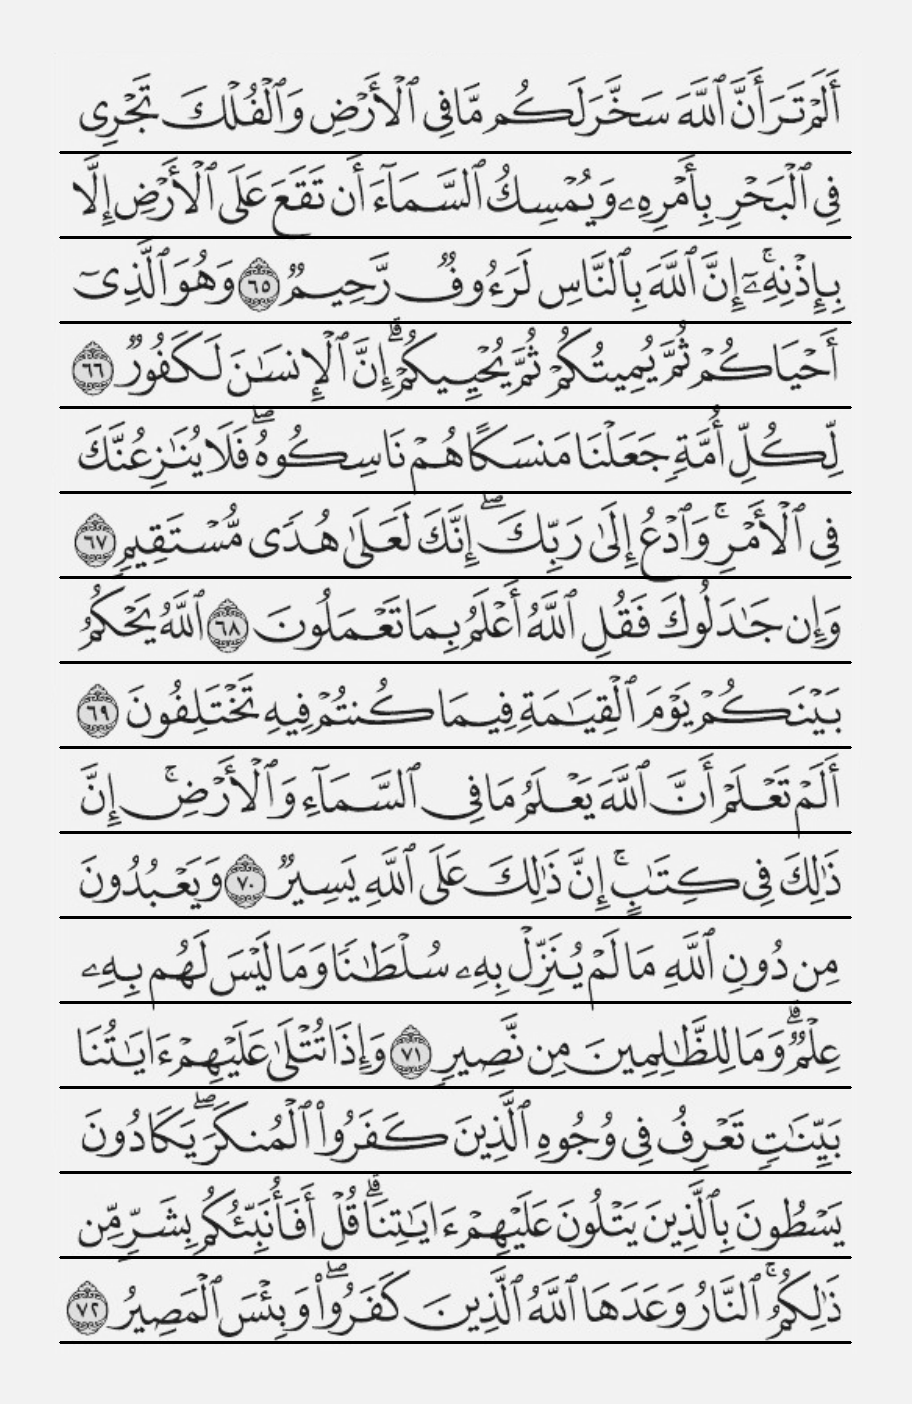 أَلَمْ تَرَ أَنَّ ٱللَّهَ سَخَّرَ لَكُم مَّا فِى ٱلْأَرْضِ وَٱلْفُلْكَ تَجْرِى
فِى ٱلْبَحْرِ بِأَمْرِهِۦ وَيُمْسِكُ ٱلسَّمَآءَ أَن تَقَعَ عَلَى ٱلْأَرْضِ إِلَّا
بِإِذْنِهِۦٓ ۚ إِنَّ ٱللَّهَ بِٱلنَّاسِ لَرَءُوفٌ رَّحِيمٌ ﴿٦٥﴾ وَهُوَ ٱلَّذِىٓ
أَحْيَاكُمْ ثُمَّ يُمِيتُكُمْ ثُمَّ يُحْيِيكُمْ ۗ إِنَّ ٱلْإِنسَـٰنَ لَكَفُورٌ ﴿٦٦﴾
لِّكُلِّ أُمَّةٍ جَعَلْنَا مَنسَكًا هُمْ نَاسِكُوهُ ۖ فَلَا يُنَـٰزِعُنَّكَ
فِى ٱلْأَمْرِ ۚ وَٱدْعُ إِلَىٰ رَبِّكَ ۖ إِنَّكَ لَعَلَىٰ هُدًى مُّسْتَقِيمٍ ﴿٦٧﴾
وَإِن جَـٰدَلُوكَ فَقُلِ ٱللَّهُ أَعْلَمُ بِمَا تَعْمَلُونَ ﴿٦٨﴾ ٱللَّهُ يَحْكُمُ
بَيْنَكُمْ يَوْمَ ٱلْقِيَـٰمَةِ فِيمَا كُنتُمْ فِيهِ تَخْتَلِفُونَ ﴿٦٩﴾
أَلَمْ تَعْلَمْ أَنَّ ٱللَّهَ يَعْلَمُ مَا فِى ٱلسَّمَآءِ وَٱلْأَرْضِ ۗ إِنَّ
ذَٰلِكَ فِى كِتَـٰبٍ ۚ إِنَّ ذَٰلِكَ عَلَى ٱللَّهِ يَسِيرٌ ﴿٧٠﴾ وَيَعْبُدُونَ
مِن دُونِ ٱللَّهِ مَا لَمْ يُنَزِّلْ بِهِۦ سُلْطَـٰنًا وَمَا لَيْسَ لَهُم بِهِۦ
عِلْمٌ ۗ وَمَا لِلظَّـٰلِمِينَ مِن نَّصِيرٍ ﴿٧١﴾ وَإِذَا تُتْلَىٰ عَلَيْهِمْ ءَايَـٰتُنَا
بَيِّنَـٰتٍ تَعْرِفُ فِى وُجُوهِ ٱلَّذِينَ كَفَرُوا۟ ٱلْمُنكَرَ ۖ يَكَادُونَ
يَسْطُونَ بِٱلَّذِينَ يَتْلُونَ عَلَيْهِمْ ءَايَـٰتِنَا ۗ قُلْ أَفَأُنَبِّئُكُم بِشَرٍّ مِّن
ذَٰلِكُمُ ۗ ٱلنَّارُ وَعَدَهَا ٱللَّهُ ٱلَّذِينَ كَفَرُوا۟ ۖ وَبِئْسَ ٱلْمَصِيرُ ﴿٧٢﴾